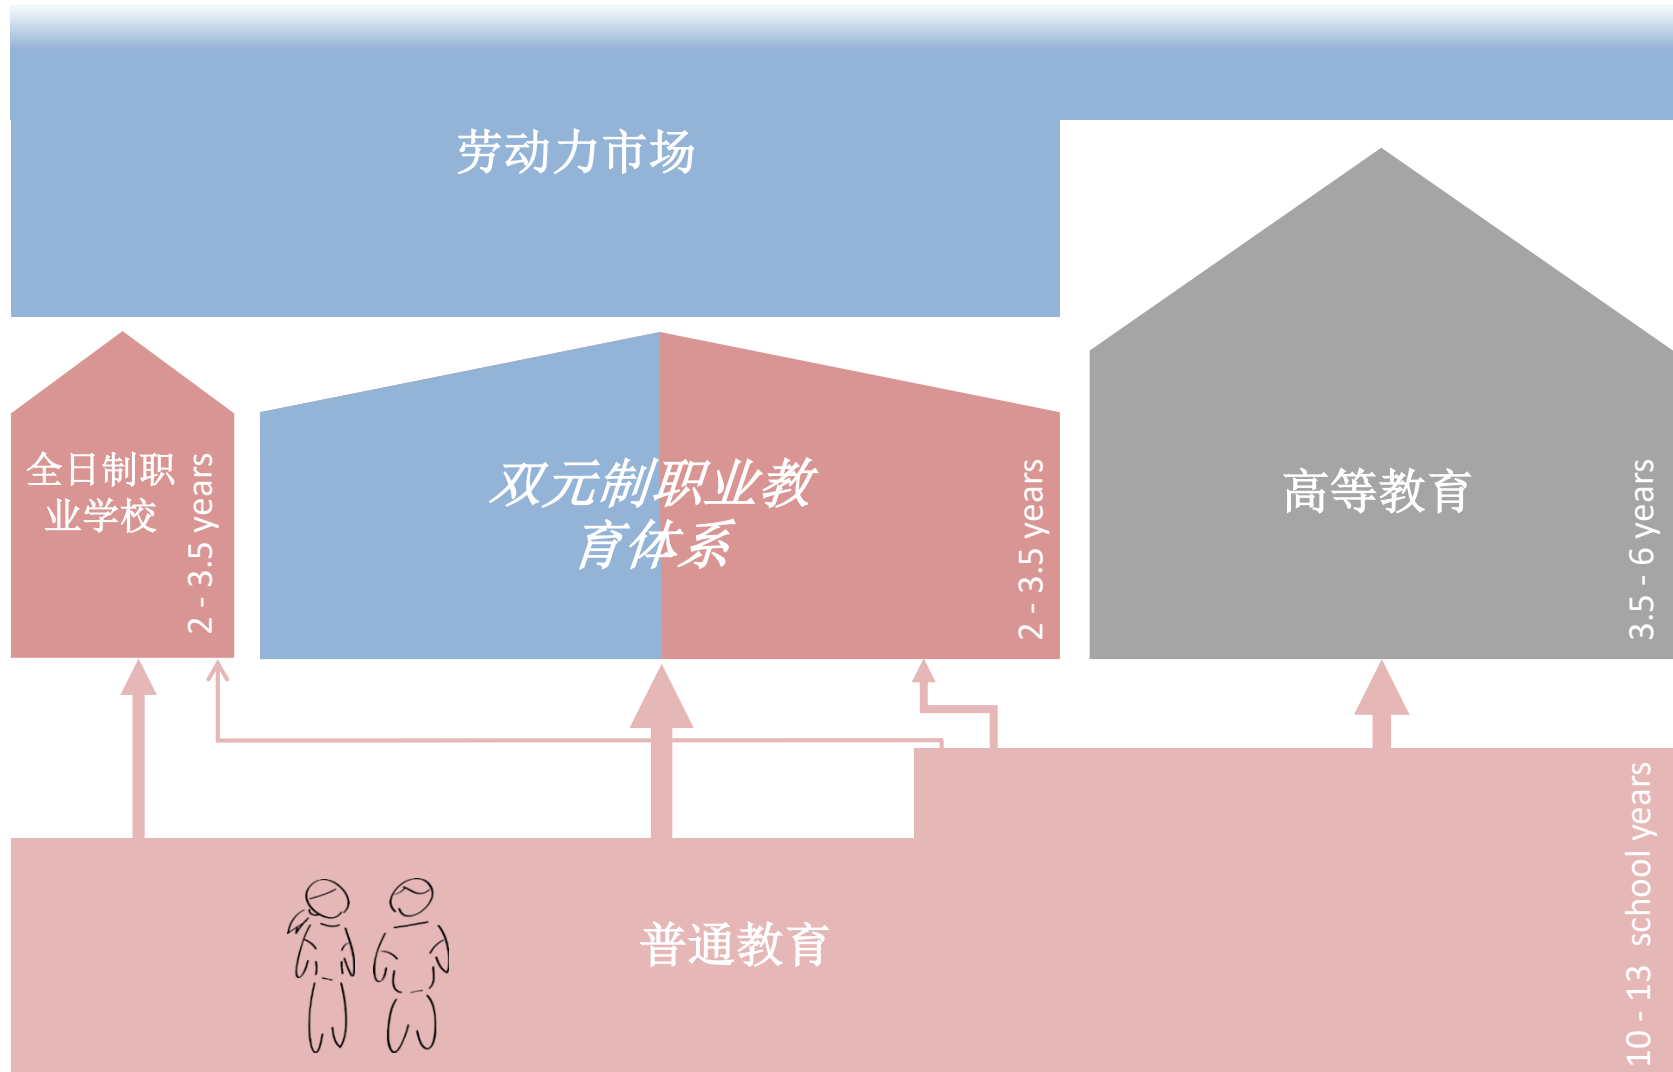 劳动力市场
全日制职
业学校
2 - 3.5 years
双元制职业教
育体系
2 - 3.5 years
高等教育
3.5 - 6 years
普通教育
10 - 13 school years